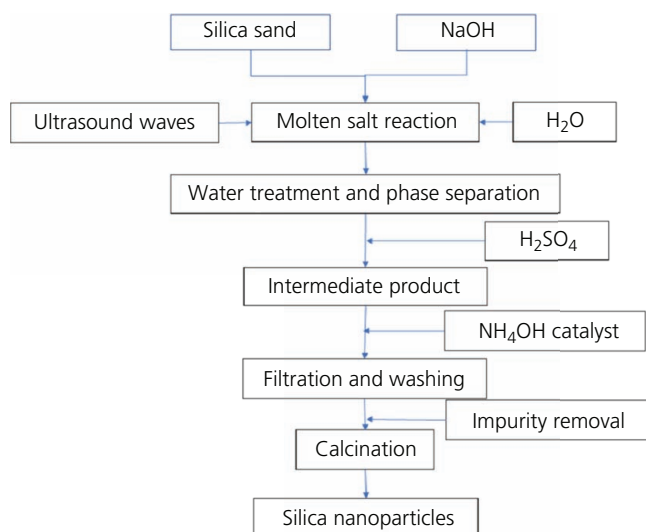 Silica sand
NaOH
Ultrasound waves
Molten salt reaction
H₂O
Water treatment and phase separation
H₂SO₄
Intermediate product
NH₄OH catalyst
Filtration and washing
Impurity removal
Calcination
Silica nanoparticles